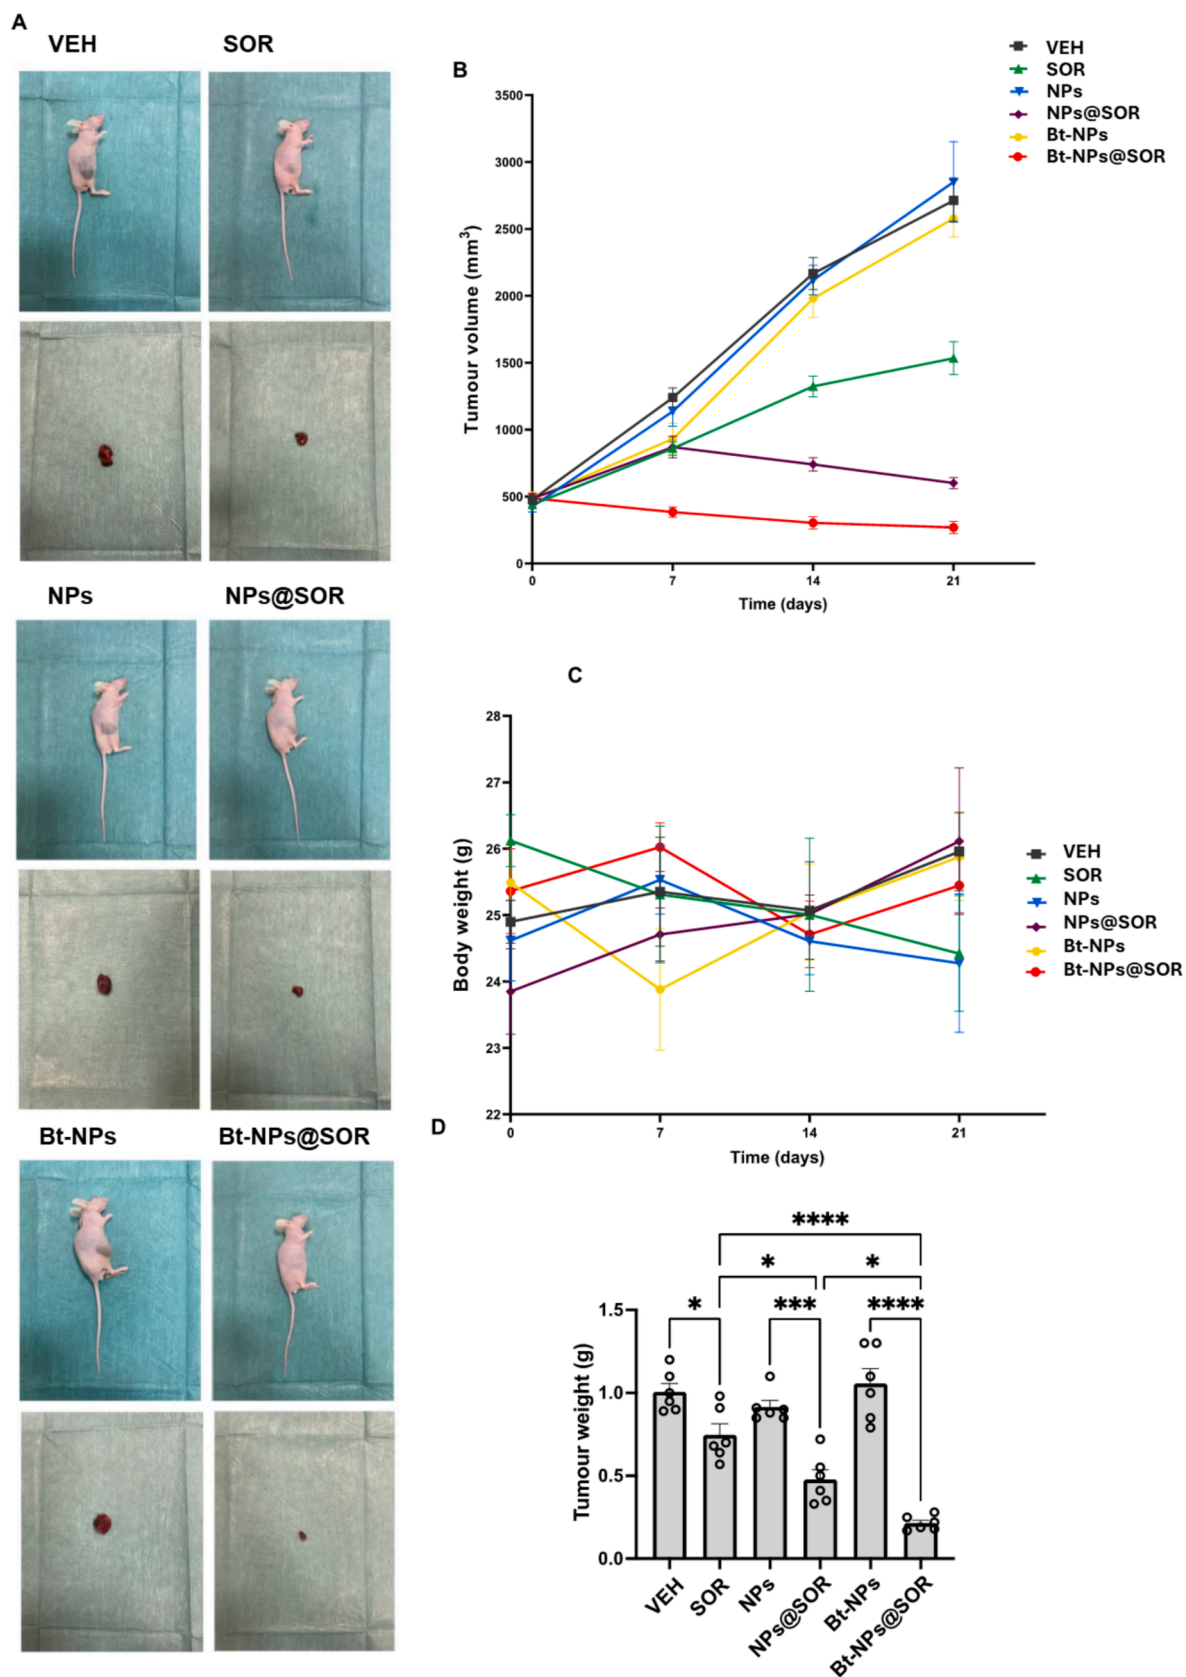 A
VEH
SOR
NPs
NPs@SOR
Bt-NPs
Bt-NPs@SOR
B
VEH
SOR
NPs
NPs@SOR
Bt-NPs
Bt-NPs@SOR
3500
3000
2500
2000
1500
1000
500
0
Tumour volume (mm³)
0 7 14 21
Time (days)
C
28
27
26
25
24
23
22
Body weight (g)
0 7 14 21
Time (days)
VEH
SOR
NPs
NPs@SOR
Bt-NPs
Bt-NPs@SOR
D
****
* *
* *** ****
1.5
1.0
0.5
0.0
Tumour weight (g)
VEH
SOR
NPs
NPs@SOR
Bt-NPs
Bt-NPs@SOR